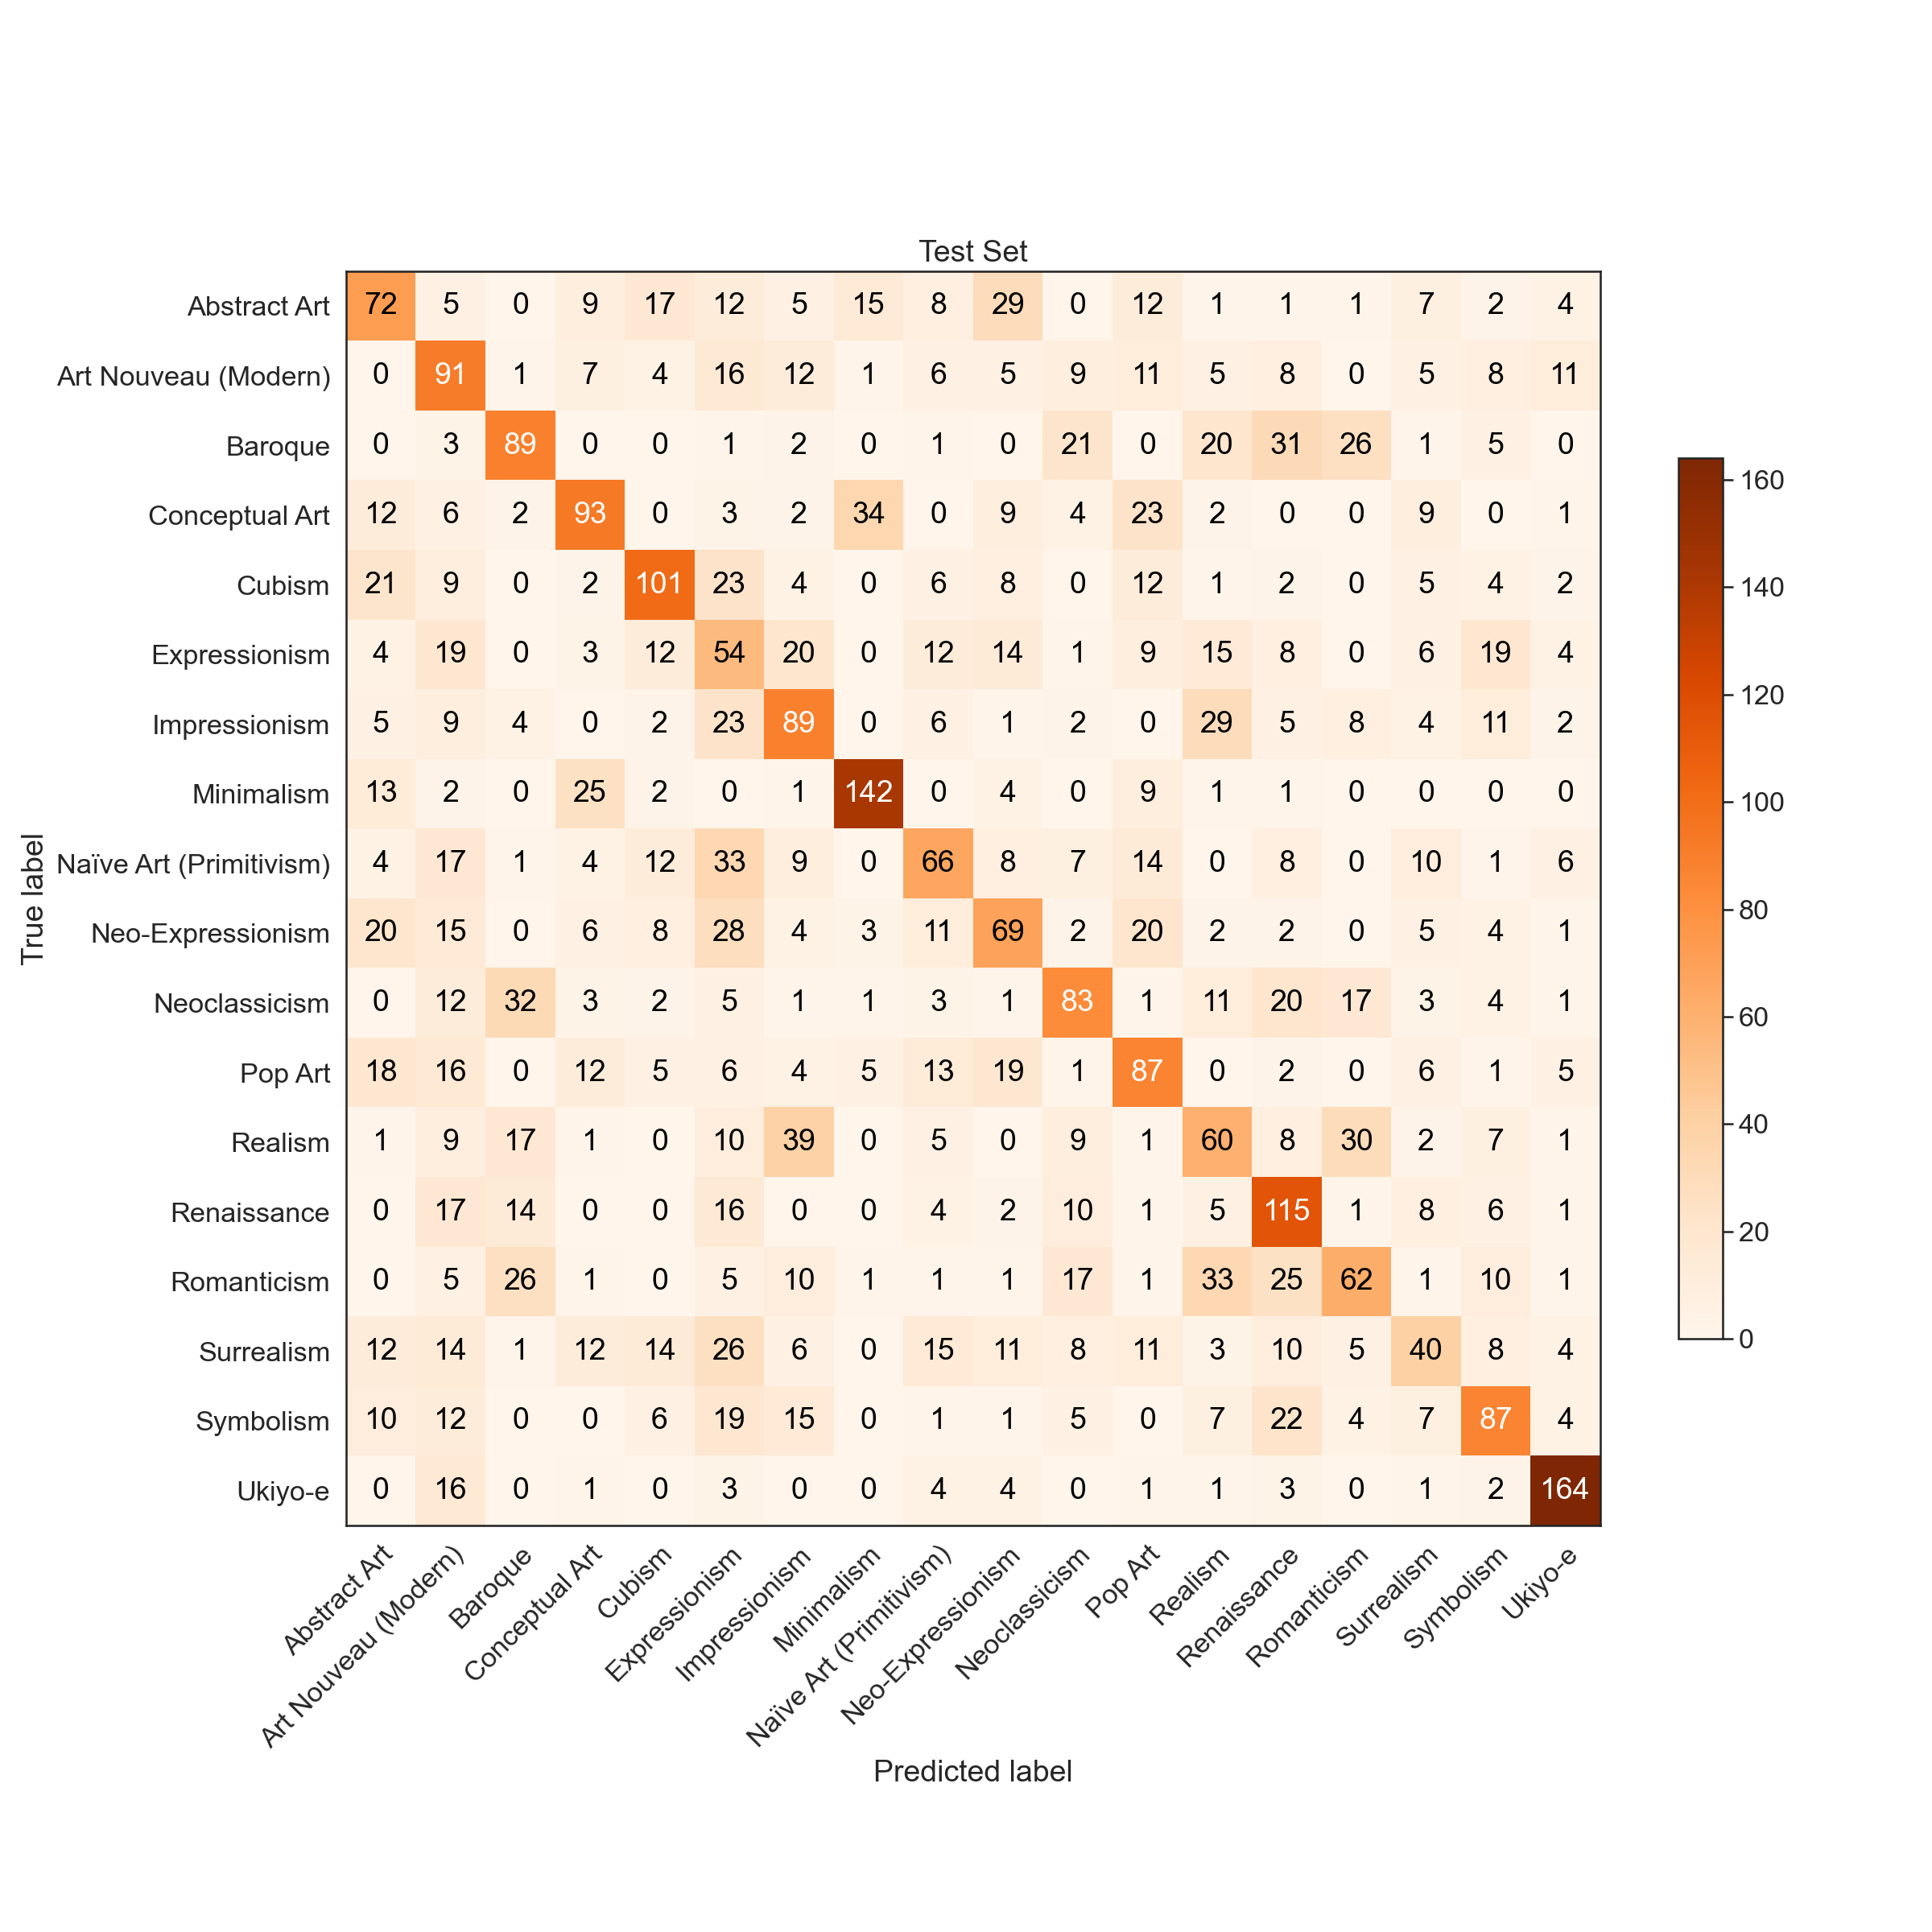 Test Set
Abstract Art 72 5 0 9 17 12 5 15 8 29 0 12 1 1 1 7 2 4
Art Nouveau (Modern) 0 91 1 7 4 16 12 1 6 5 9 11 5 8 0 5 8 11
Baroque 0 3 89 0 0 1 2 0 1 0 21 0 20 31 26 1 5 0
Conceptual Art 12 6 2 93 0 3 2 34 0 9 4 23 2 0 0 9 0 1
Cubism 21 9 0 2 101 23 4 0 6 8 0 12 1 2 0 5 4 2
Expressionism 4 19 0 3 12 54 20 0 12 14 1 9 15 8 0 6 19 4
Impressionism 5 9 4 0 2 23 89 0 6 1 2 0 29 5 8 4 11 2
Minimalism 13 2 0 25 2 0 1 142 0 4 0 9 1 1 0 0 0 0
Naïve Art (Primitivism) 4 17 1 4 12 33 9 0 66 8 7 14 0 8 0 10 1 6
Neo-Expressionism 20 15 0 6 8 28 4 3 11 69 2 20 2 2 0 5 4 1
Neoclassicism 0 12 32 3 2 5 1 1 3 1 83 1 11 20 17 3 4 1
Pop Art 18 16 0 12 5 6 4 5 13 19 1 87 0 2 0 6 1 5
Realism 1 9 17 1 0 10 39 0 5 0 9 1 60 8 30 2 7 1
Renaissance 0 17 14 0 0 16 0 0 4 2 10 1 5 115 1 8 6 1
Romanticism 0 5 26 1 0 5 10 1 1 1 17 1 33 25 62 1 10 1
Surrealism 12 14 1 12 14 26 6 0 15 11 8 11 3 10 5 40 8 4
Symbolism 10 12 0 0 6 19 15 0 1 1 5 0 7 22 4 7 87 4
Ukiyo-e 0 16 0 1 0 3 0 0 4 4 0 1 1 3 0 1 2 164
True label
Abstract Art
Art Nouveau (Modern)
Baroque
Conceptual Art
Cubism
Expressionism
Impressionism
Minimalism
Naïve Art (Primitivism)
Neo-Expressionism
Neoclassicism
Pop Art
Realism
Renaissance
Romanticism
Surrealism
Symbolism
Ukiyo-e
Predicted label
160
140
120
100
80
60
40
20
0